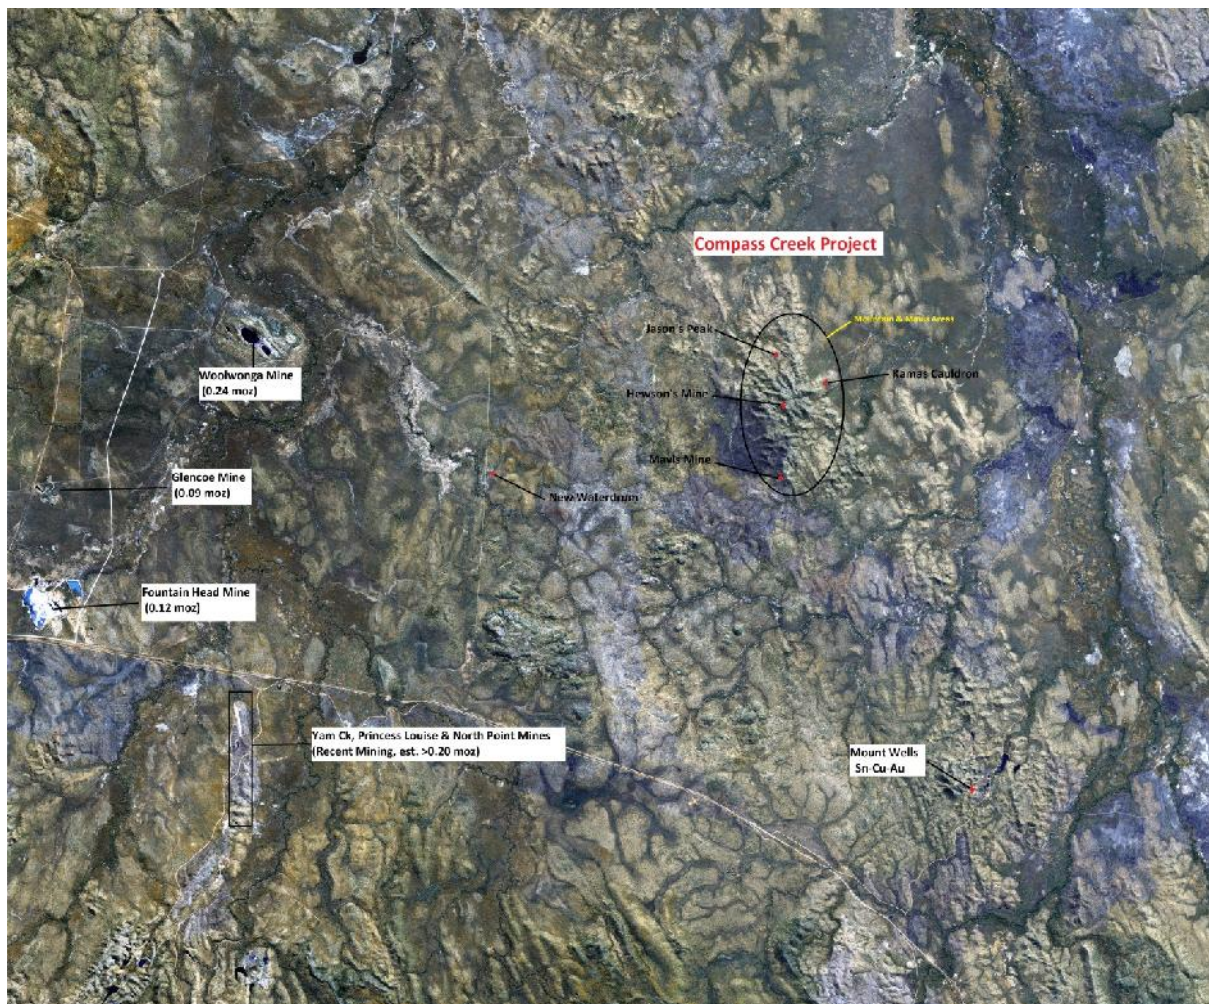 Compass Creek Project
Jason's Peak
& Mavis Areas
Kamas Cauldron
Woolwonga Mine
(0.24 moz)
Hewson's Mine
Mavis Mine
Glencoe Mine
(0.09 moz)
New Waterdrum
Fountain Head Mine
(0.12 moz)
Yam Ck, Princess Louise & North Point Mines
(Recent Mining, est. >0.20 moz)
Mount Wells
Sn-Cu-Au